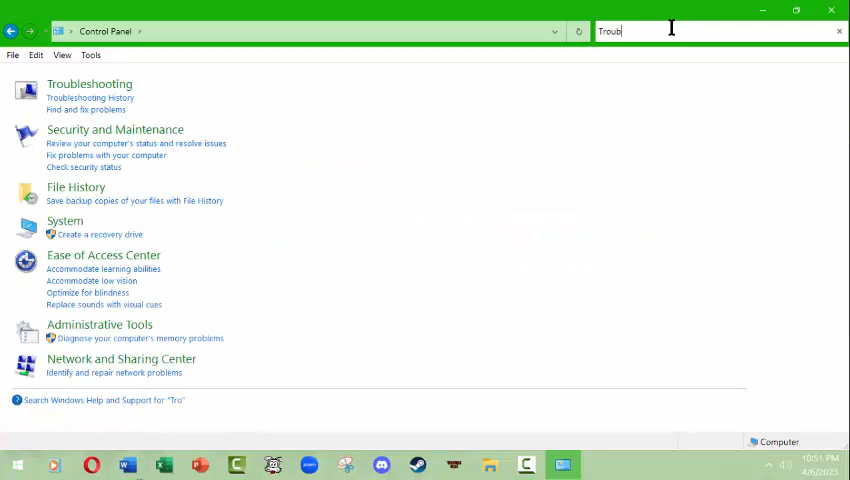 Control Panel
Troub
File Edit View Tools
Troubleshooting
Troubleshooting History
Find and fix problems
Security and Maintenance
Review your computer's status and resolve issues
Fix problems with your computer
Check security status
File History
Save backup copies of your files with File History
System
Create a recovery drive
Ease of Access Center
Accommodate learning abilities
Accommodate low vision
Optimize for blindness
Replace sounds with visual cues
Administrative Tools
Diagnose your computer's memory problems
Network and Sharing Center
Identify and repair network problems
Search Windows Help and Support for "Tro"
Computer
10:51 PM
4/6/2023